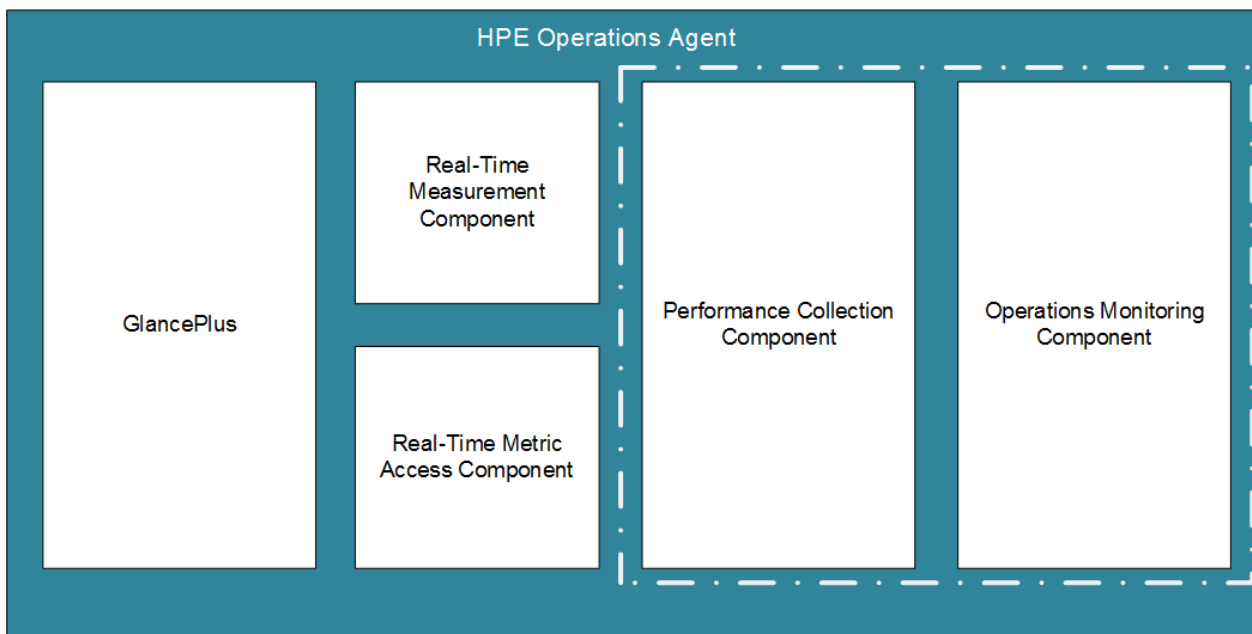 HPE Operations Agent
GlancePlus
Real-Time
Measurement
Component
Real-Time Metric
Access Component
Performance Collection
Component
Operations Monitoring
Component